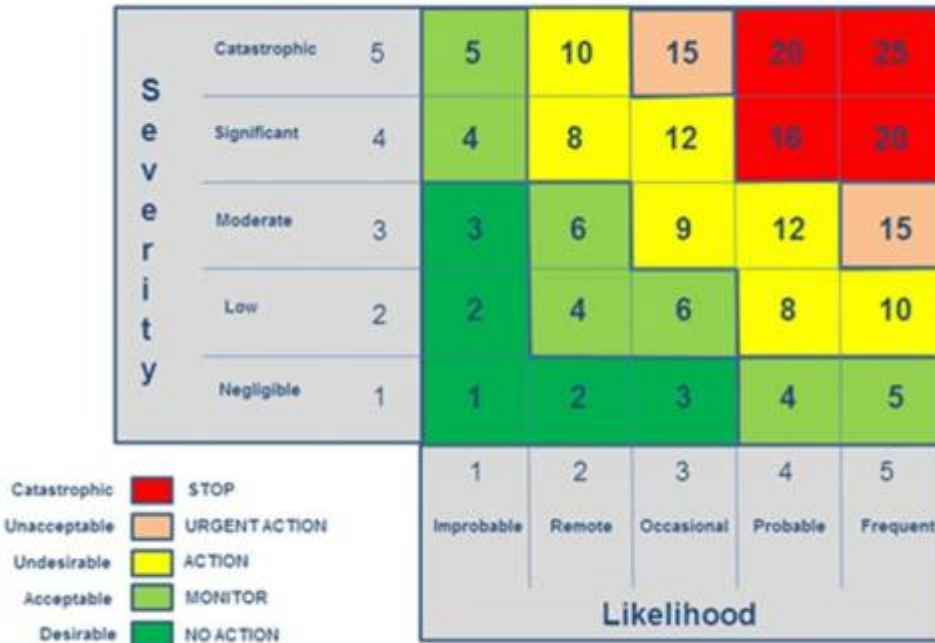 Severity
Catastrophic 5 5 10 15 20 25
Significant 4 4 8 12 16 20
Moderate 3 3 6 9 12 15
Low 2 2 4 6 8 10
Negligible 1 1 2 3 4 5
1 2 3 4 5
Improbable Remote Occasional Probable Frequent
Likelihood
Catastrophic STOP
Unacceptable URGENT ACTION
Undesirable ACTION
Acceptable MONITOR
Desirable NO ACTION